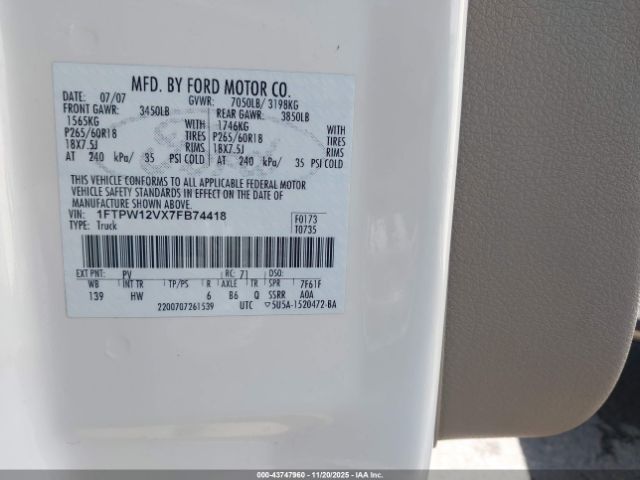 MFD. BY FORD MOTOR CO.
DATE: 07/07 GVWR: 7050LB/ 3198KG
FRONT GAWR: 3450LB REAR GAWR: 3850LB
1565KG WITH 1746KG WITH
P265/60R18 TIRES P265/60R18 TIRES
18X7.5J RIMS 18X7.5J RIMS
AT 240 kPa/ 35 PSI COLD AT 240 kPa/ 35 PSI COLD
THIS VEHICLE CONFORMS TO ALL APPLICABLE FEDERAL MOTOR
VEHICLE SAFETY STANDARDS IN EFFECT ON THE DATE OF
MANUFACTURE SHOWN ABOVE.
VIN: 1FTPW12VX7FB74418 F0173
TYPE: Truck T0735
EXT PNT: PV RC: 71 DSO:
WB INT TR TP/PS R AXLE TR SPR 7F61F
139 HW 6 B6 Q SSRR A0A
2200707261539 UTC ▽5U5A-1520472-BA
000-43747960 - 11/20/2025 - IAAI.COM